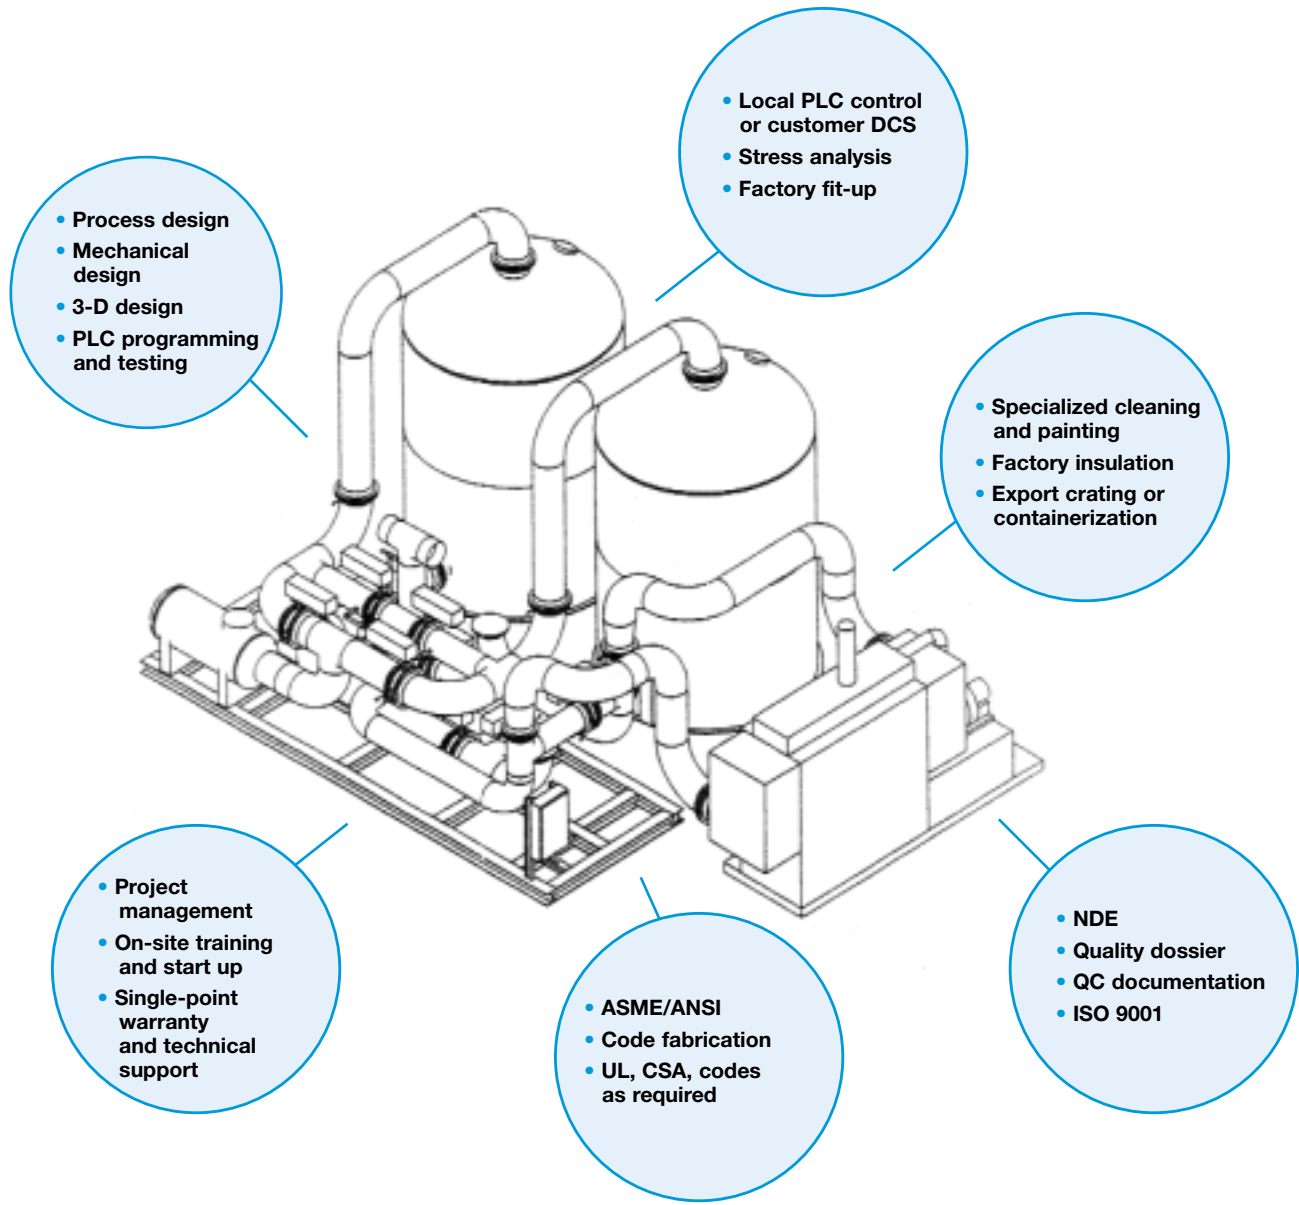 • Local PLC control
or customer DCS
• Stress analysis
• Factory fit-up
• Process design
• Mechanical
design
• 3-D design
• PLC programming
and testing
• Specialized cleaning
and painting
• Factory insulation
• Export crating or
containerization
• Project
management
• On-site training
and start up
• Single-point
warranty
and technical
support
• ASME/ANSI
• Code fabrication
• UL, CSA, codes
as required
• NDE
• Quality dossier
• QC documentation
• ISO 9001